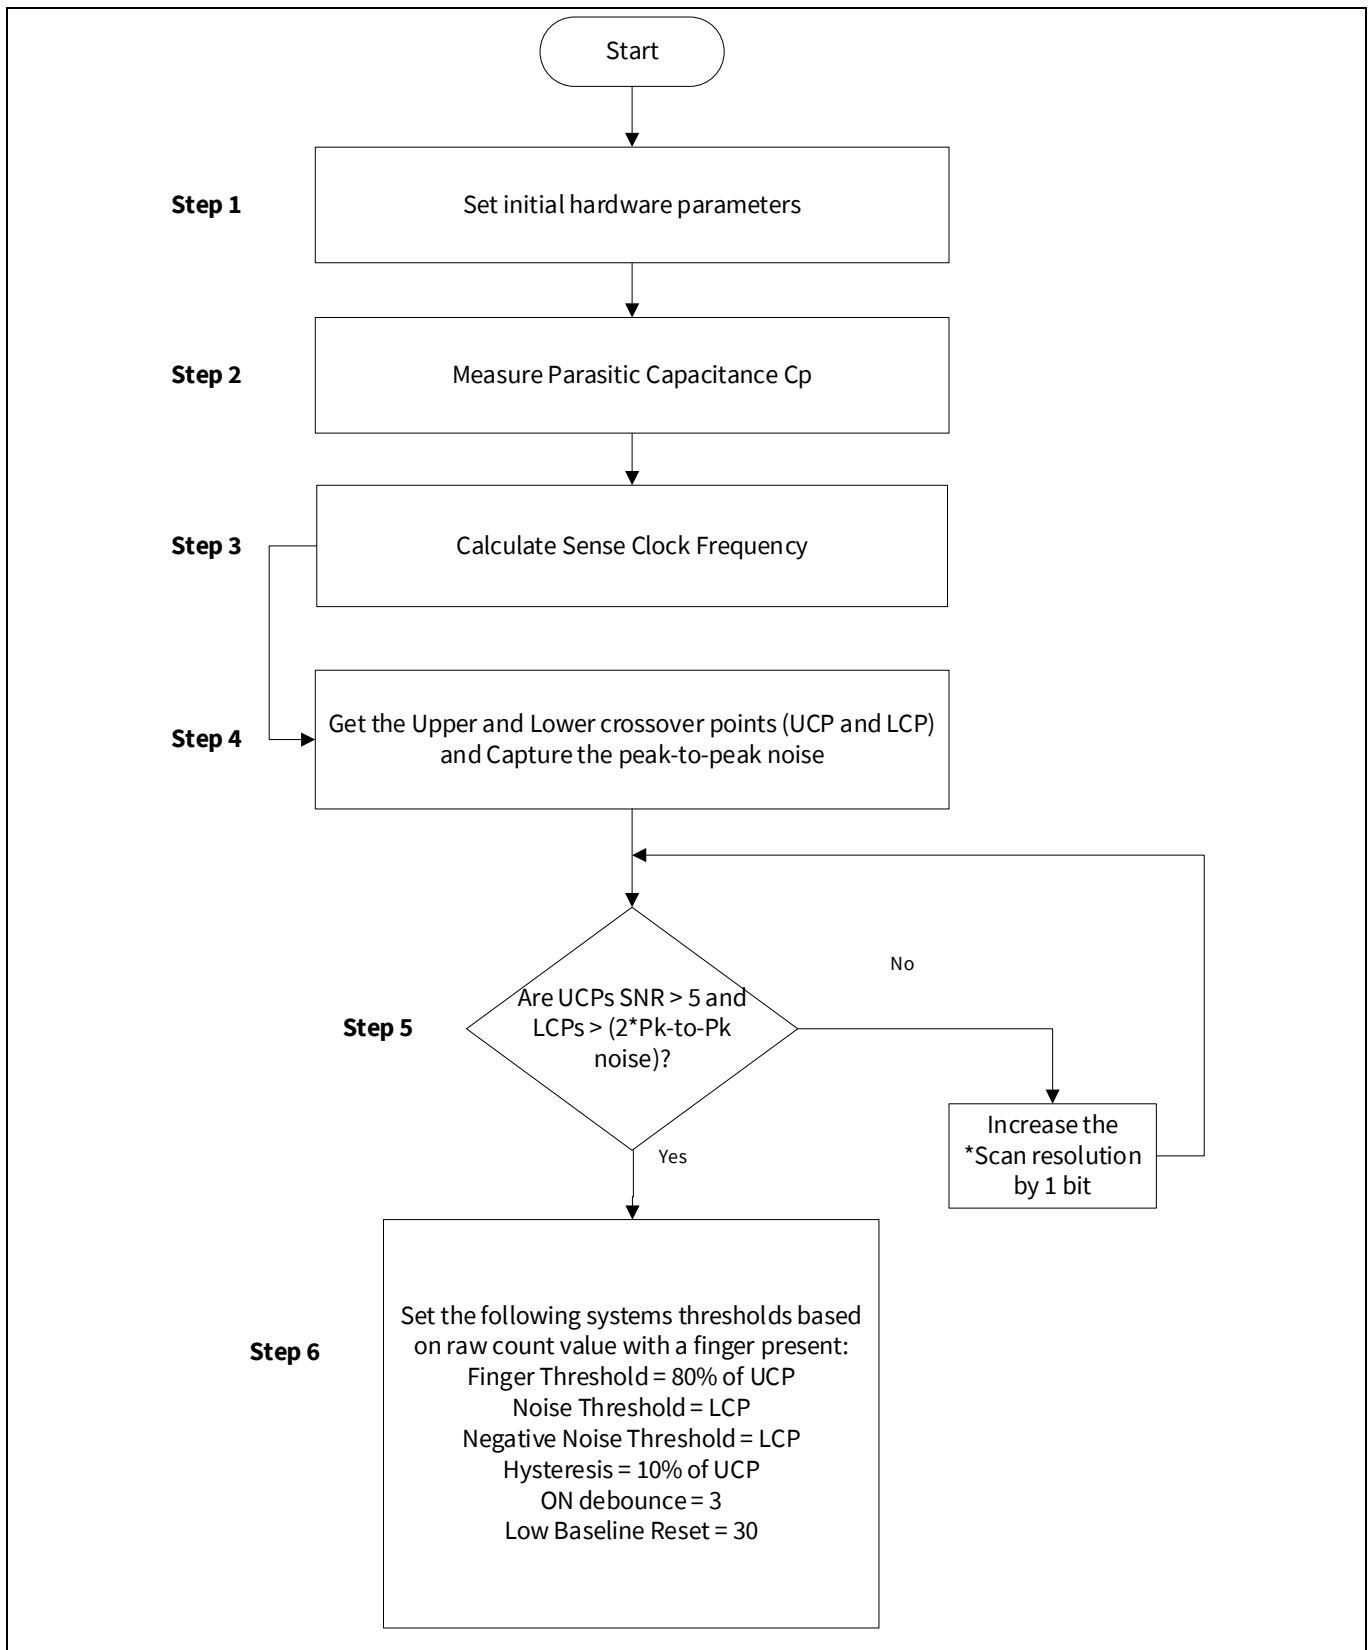 Start
Step 1
Set initial hardware parameters
Step 2
Measure Parasitic Capacitance Cp
Step 3
Calculate Sense Clock Frequency
Step 4
Get the Upper and Lower crossover points (UCP and LCP)
and Capture the peak-to-peak noise
Step 5
Are UCPs SNR > 5 and
LCPs > (2*Pk-to-Pk
noise)?
No
Increase the
*Scan resolution
by 1 bit
Yes
Step 6
Set the following systems thresholds based
on raw count value with a finger present:
Finger Threshold = 80% of UCP
Noise Threshold = LCP
Negative Noise Threshold = LCP
Hysteresis = 10% of UCP
ON debounce = 3
Low Baseline Reset = 30